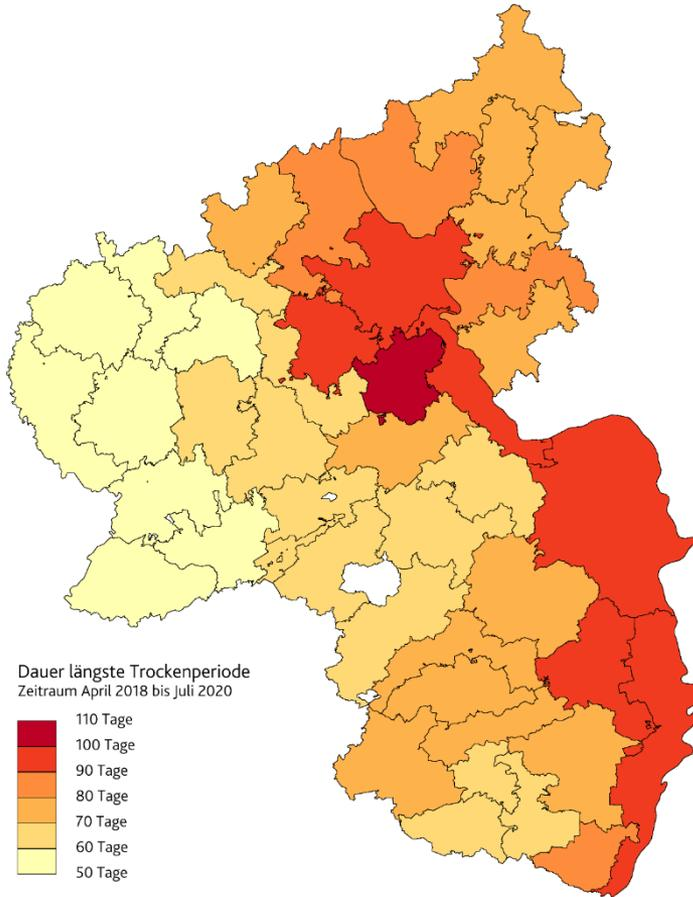 Dauer längste Trockenperiode
Zeitraum April 2018 bis Juli 2020
110 Tage
100 Tage
90 Tage
80 Tage
70 Tage
60 Tage
50 Tage